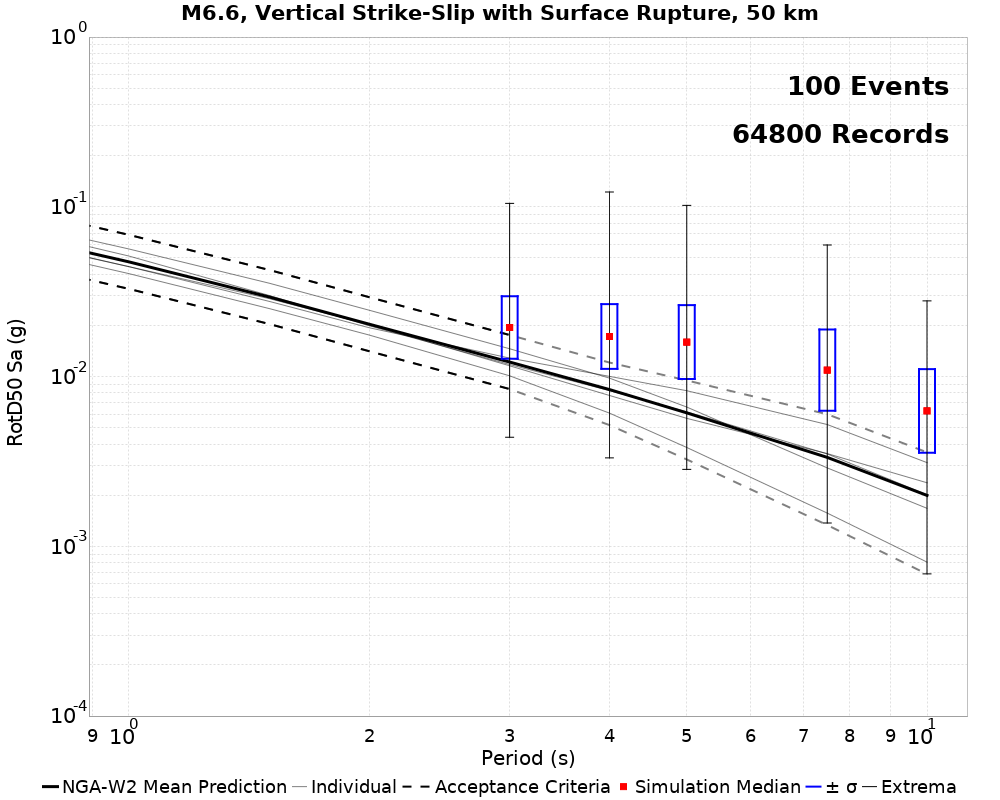 M6.6, Vertical Strike-Slip with Surface Rupture, 50 km
100 Events
64800 Records
RotD50 Sa (g)
10^0
10^-1
10^-2
10^-3
10^-4
9 10^0 2 3 4 5 6 7 8 9 10^1
Period (s)
NGA-W2 Mean Prediction Individual Acceptance Criteria Simulation Median ± σ Extrema